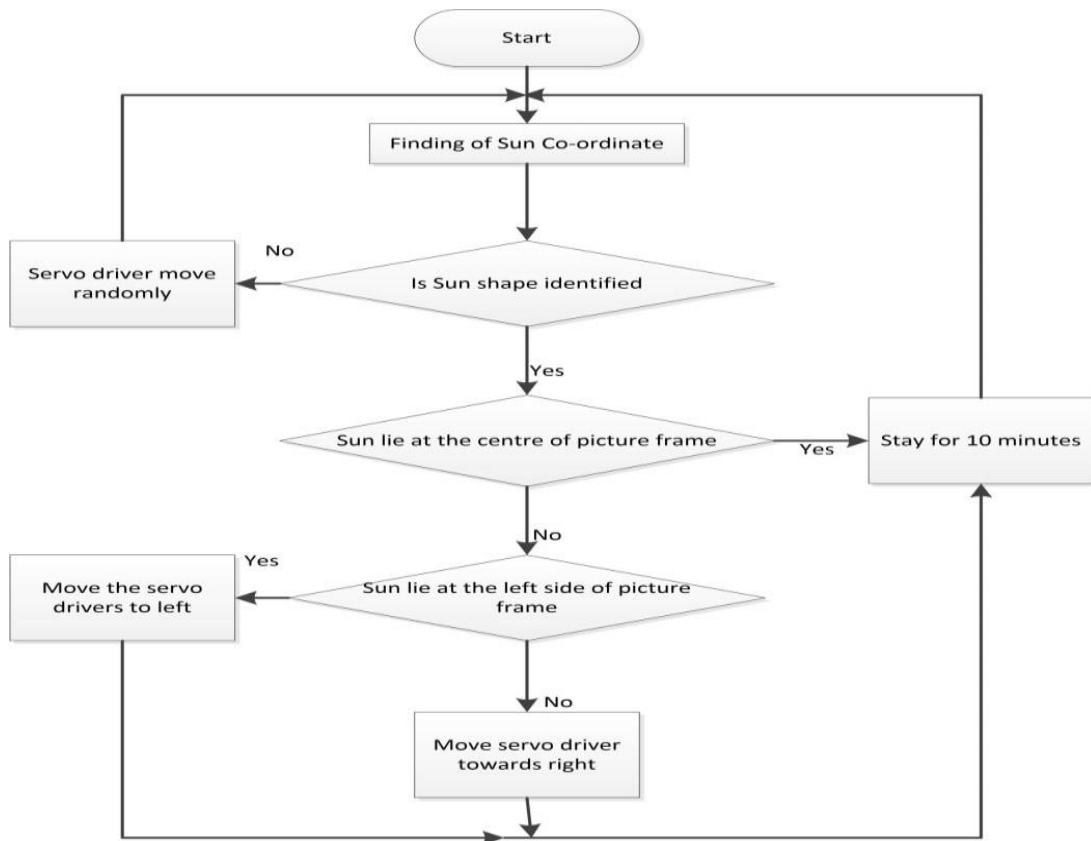 Start
Finding of Sun Co-ordinate
No
Servo driver move
randomly
Is Sun shape identified
Yes
Sun lie at the centre of picture frame
Yes
Stay for 10 minutes
No
Yes
Move the servo
drivers to left
Sun lie at the left side of picture
frame
No
Move servo driver
towards right